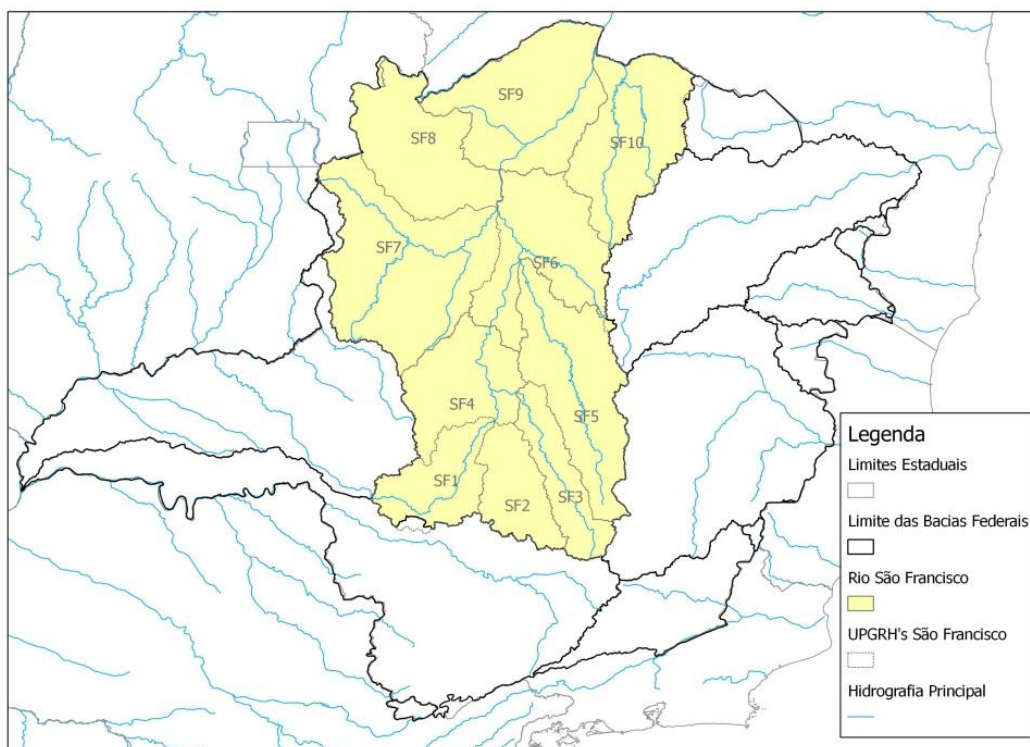 SF9
SF8
SF10
SF7
SF6
SF4
SF5
SF1
SF2
SF3
Legenda
Limites Estaduais
Limite das Bacias Federais
Rio São Francisco
UPGRH's São Francisco
Hidrografia Principal